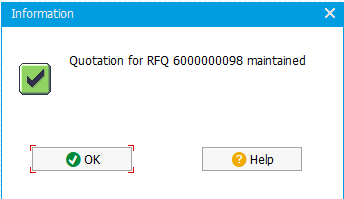 Information
Quotation for RFQ 6000000098 maintained
OK
Help